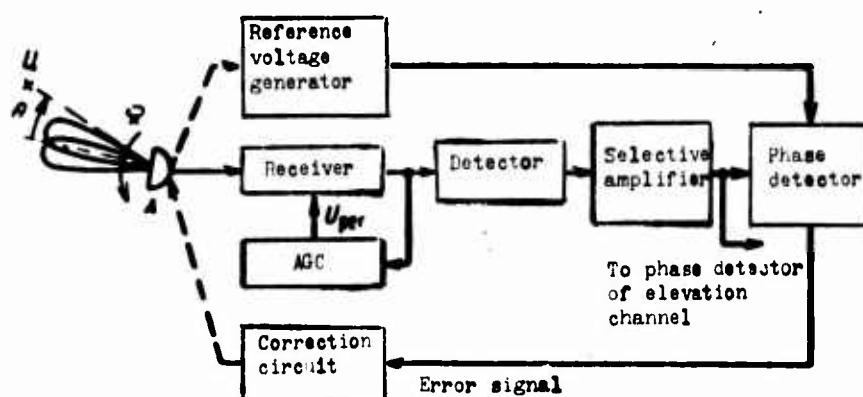 Reference
voltage
generator
Ц
A
φ
Receiver
Detector
Selective
amplifier
Phase
detector
A
Uрег
AGC
To phase detector
of elevation
channel
Correction
circuit
Error signal